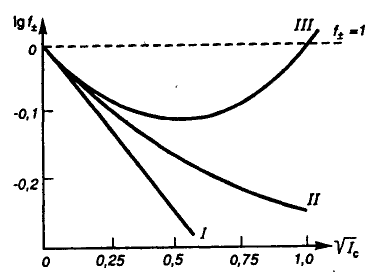 lg f±
III
f± = 1
0
-0,1
-0,2
I
II
0
0,25
0,5
0,75
1,0
√Ic